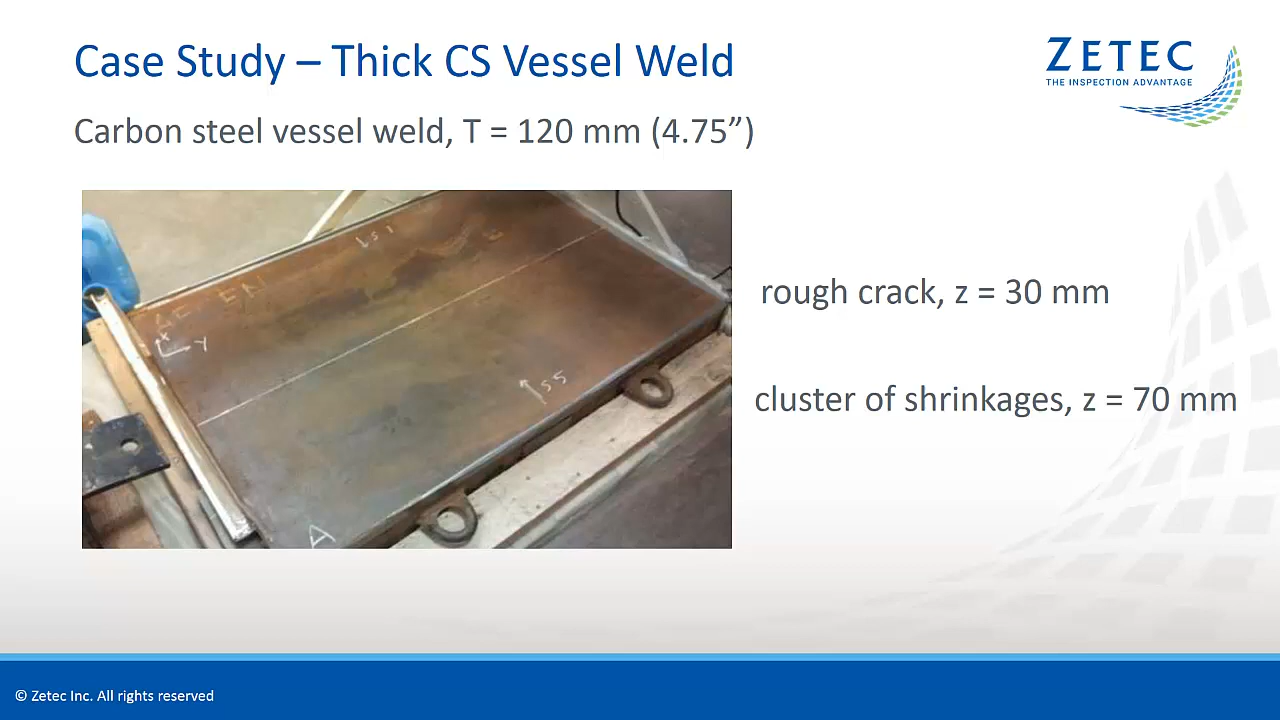 Case Study – Thick CS Vessel Weld
ZETEC
THE INSPECTION ADVANTAGE
Carbon steel vessel weld, T = 120 mm (4.75”)
rough crack, z = 30 mm
cluster of shrinkages, z = 70 mm
X
Y
A
© Zetec Inc. All rights reserved